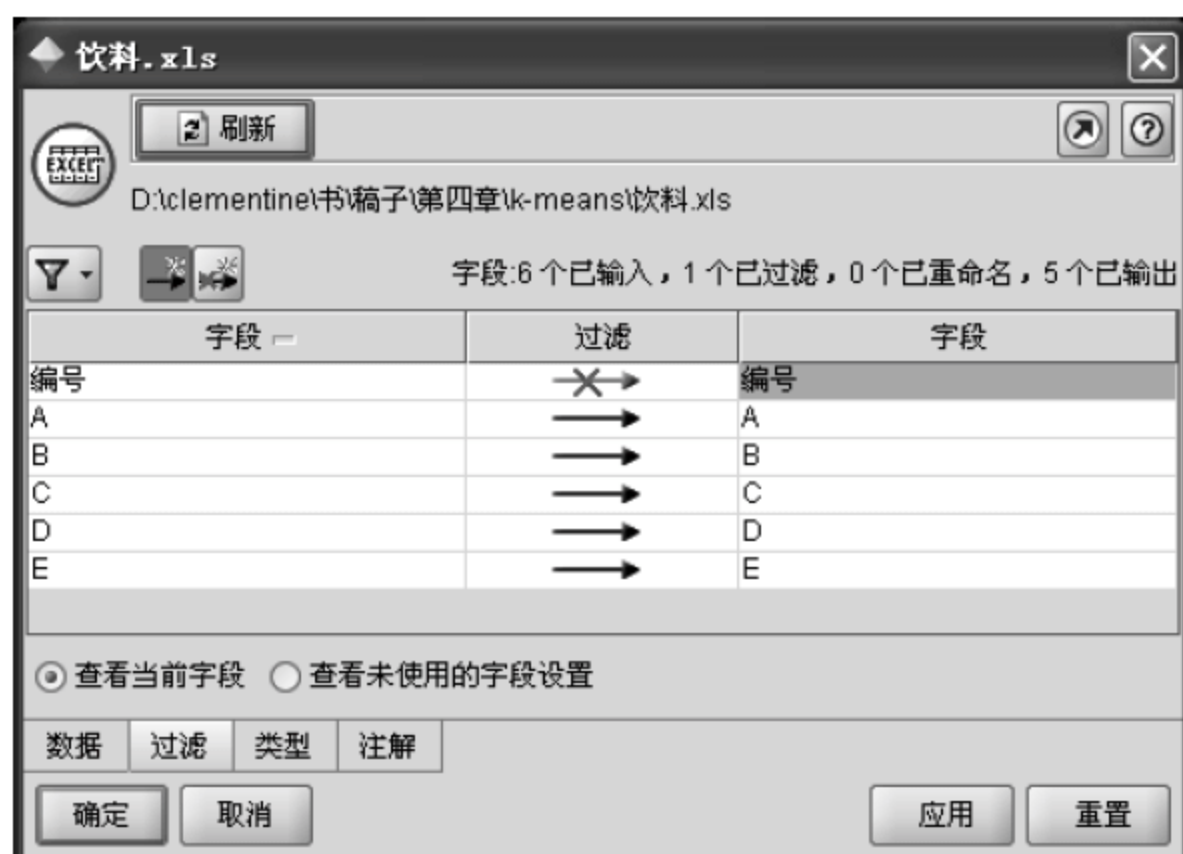 饮料.xls
刷新
EXCEL
D:\clementine\书\稿子\第四章\k-means\饮料.xls
字段:6 个已输入，1 个已过滤，0 个已重命名，5 个已输出
字段 过滤 字段
编号 编号
A A
B B
C C
D D
E E
查看当前字段 查看未使用的字段设置
数据 过滤 类型 注解
确定 取消 应用 重置